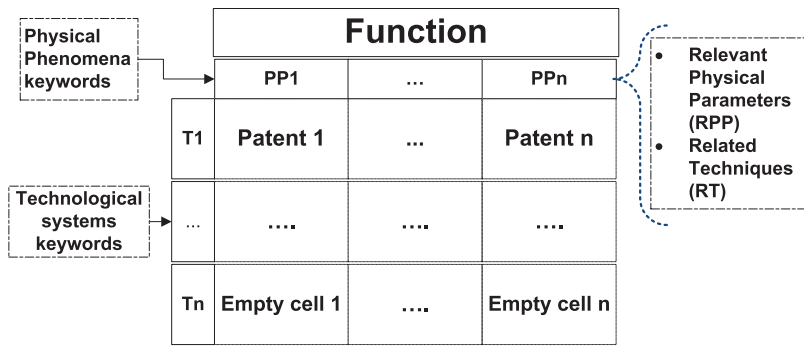 Function
Physical
Phenomena
keywords
PP1 ... PPn
T1 Patent 1 ... Patent n
Technological
systems
keywords
... .... .... ....
Tn Empty cell 1 .... Empty cell n
• Relevant
Physical
Parameters
(RPP)
• Related
Techniques
(RT)